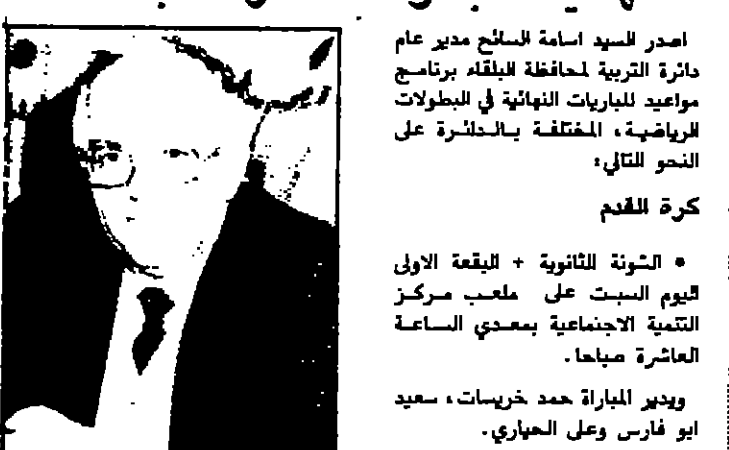 اصدر السيد اسامة السائح مدير عام
دائرة التربية لمحافظة البلقاء برنامج
مواعيد المباريات النهائية في البطولات
الرياضية، المختلفة بالدائرة على
النحو التالي:
كرة القدم
• الشونة الثانوية + البقعة الاولى
اليوم السبت على ملعب مركز
التنمية الاجتماعية بمعدي الساعة
العاشرة صباحا.
ويدير المباراة حمد خريسات، سعيد
ابو فارس وعلى الحياري.